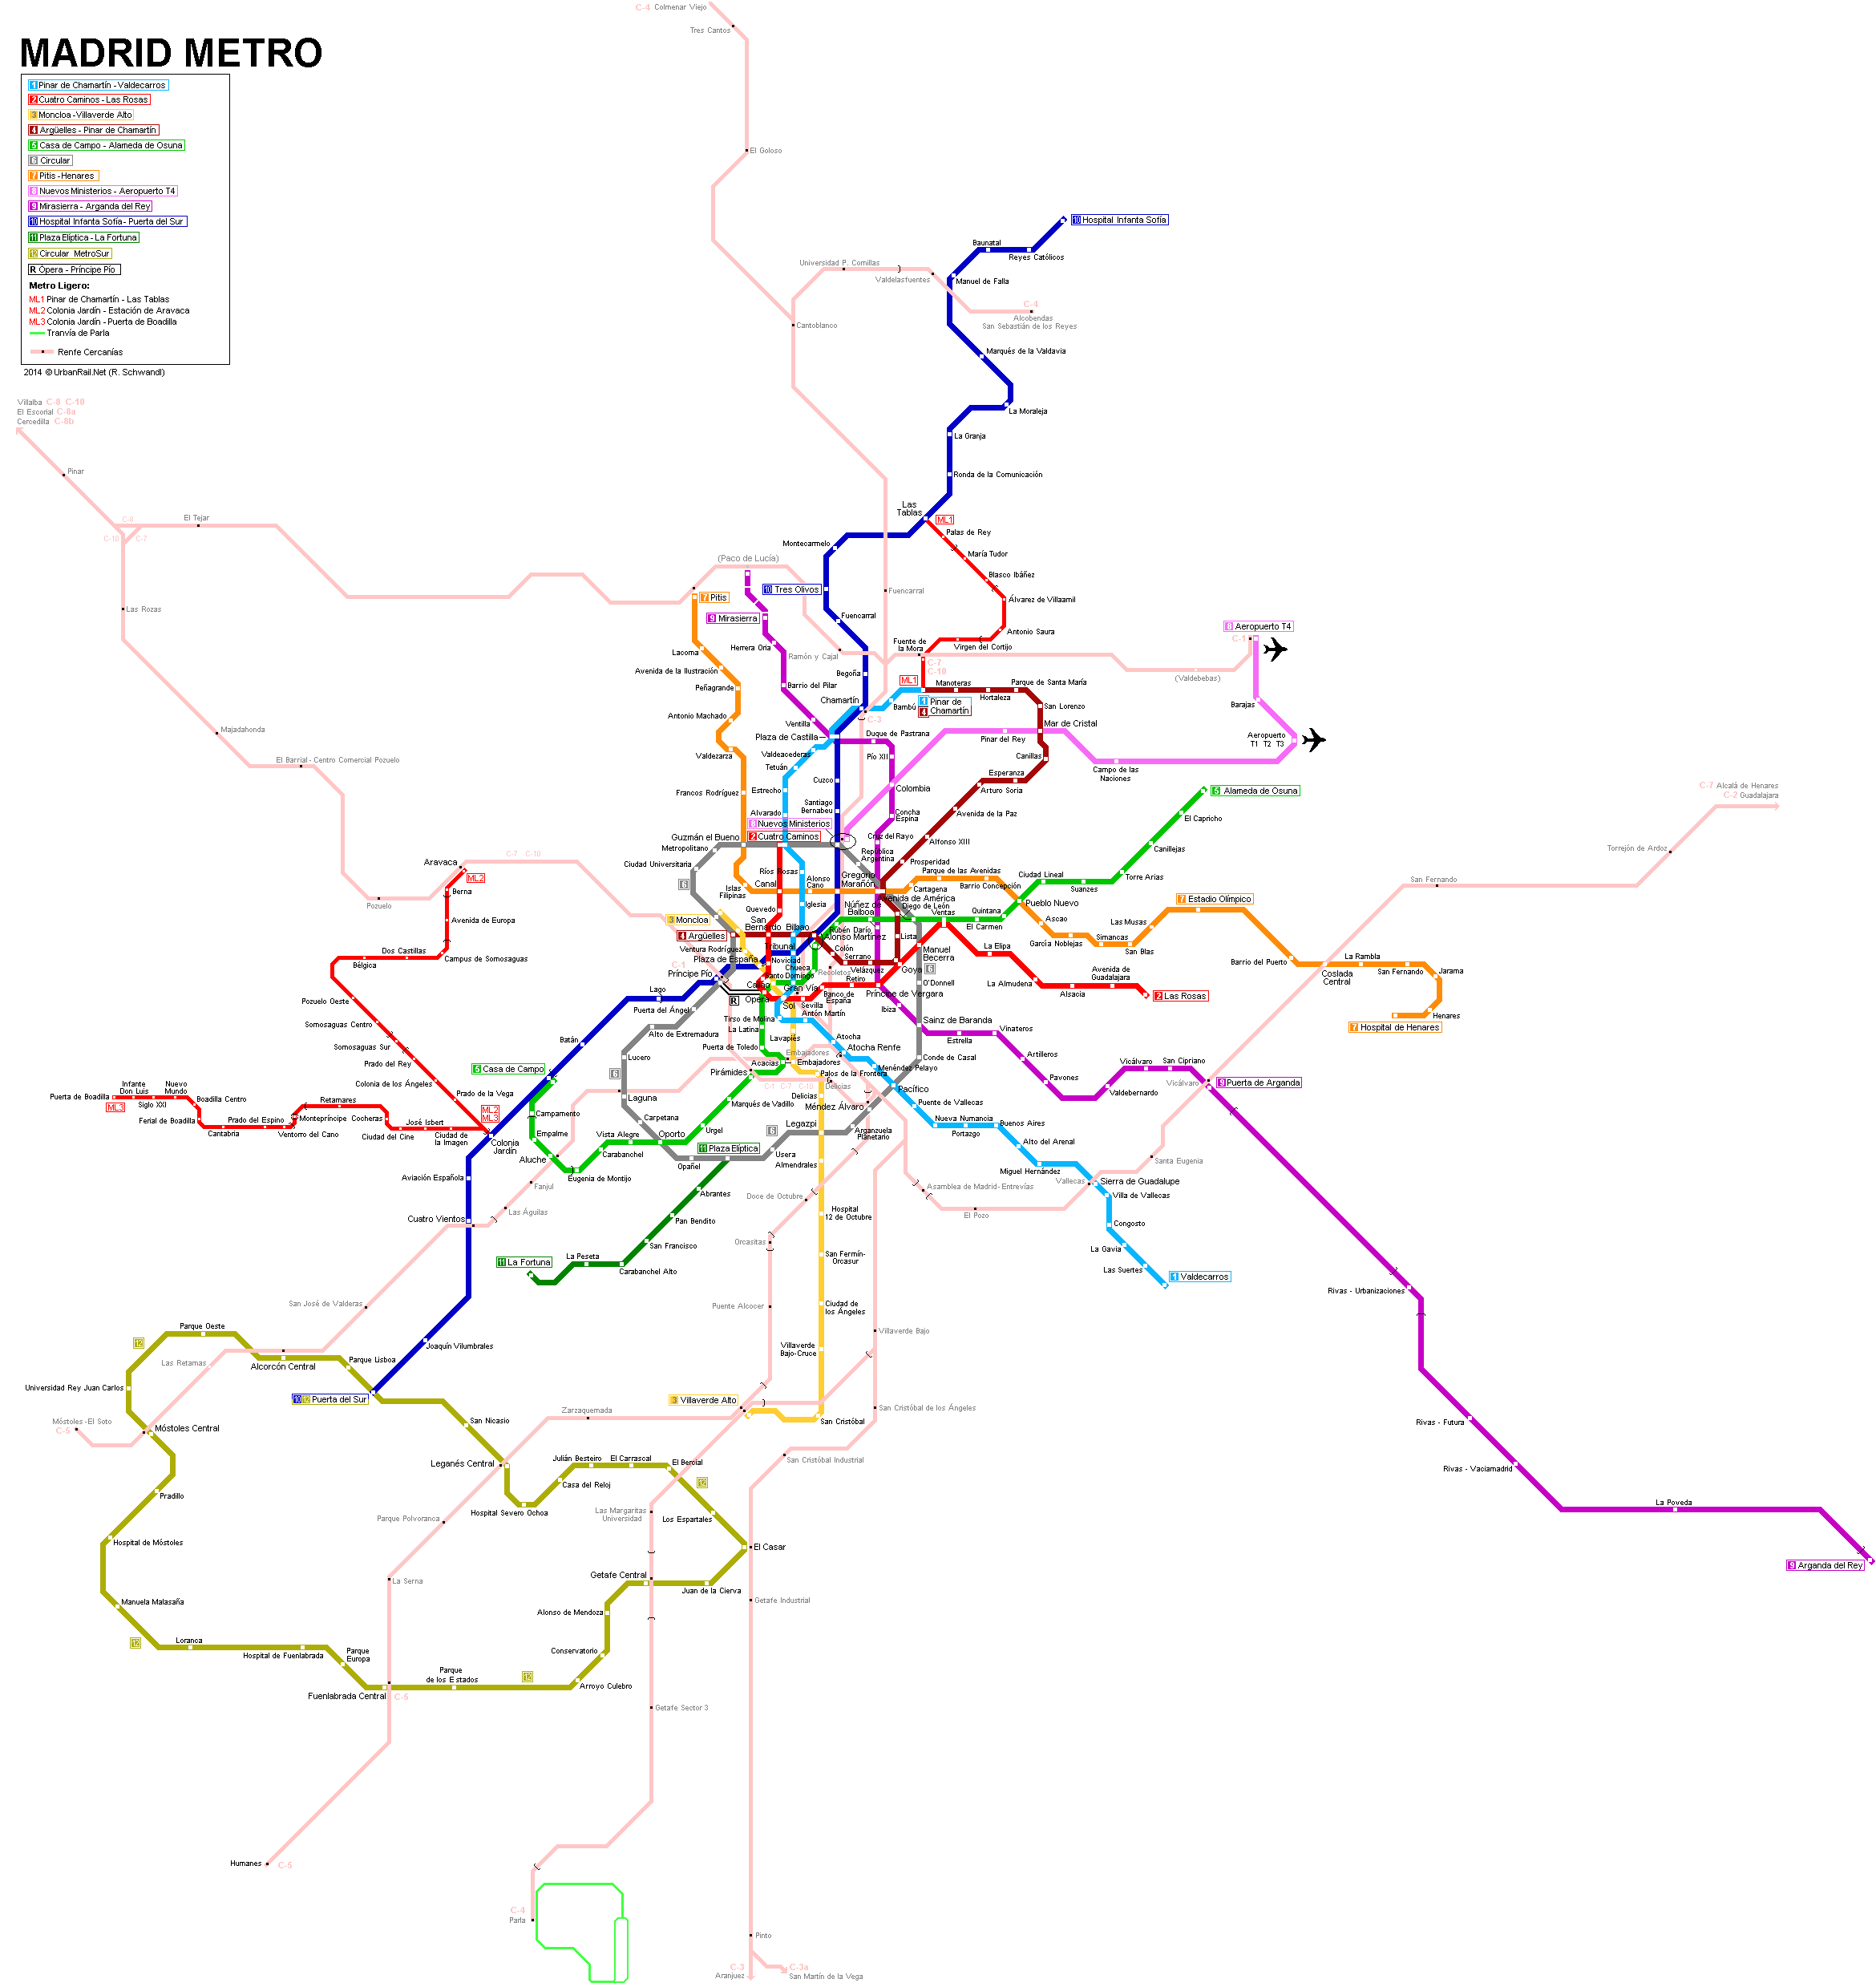 MADRID METRO
1 Pinar de Chamartín - Valdecarros
2 Cuatro Caminos - Las Rosas
3 Moncloa - Villaverde Alto
4 Argüelles - Pinar de Chamartín
5 Casa de Campo - Alameda de Osuna
6 Circular
7 Pitis - Henares
8 Nuevos Ministerios - Aeropuerto T4
9 Mirasierra - Arganda del Rey
10 Hospital Infanta Sofía - Puerta del Sur
11 Plaza Elíptica - La Fortuna
12 Circular MetroSur
R Ópera - Príncipe Pío
Metro Ligero:
ML1 Pinar de Chamartín - Las Tablas
ML2 Colonia Jardín - Estación de Aravaca
ML3 Colonia Jardín - Puerta de Boadilla
Tranvía de Parla
Renfe Cercanías
2014 © UrbanRail.Net (R. Schwandl)
C-4 Colmenar Viejo
Tres Cantos
El Goloso
Universidad P. Comillas
Valdelasfuentes
C-4
Alcobendas
San Sebastián de los Reyes
Cantoblanco
10 Hospital Infanta Sofía
Baunatal
Reyes Católicos
Manuel de Falla
Marqués de la Valdavia
La Moraleja
La Granja
Ronda de la Comunicación
Las
Tablas
ML1
Palas de Rey
María Tudor
Blasco Ibáñez
Álvarez de Villaamil
Antonio Saura
Virgen del Cortijo
Fuente de
la Mora
C-7
C-10
ML1
Montecarmelo
10 Tres Olivos
Fuencarral
Fuencarral
Begoña
Chamartín
C-3
Bambú
1 Pinar de
4 Chamartín
Villalba C-8 C-10
El Escorial C-8a
Cercedilla C-8b
Pinar
C-8
C-10
C-7
El Tejar
Las Rozas
Majadahonda
El Barrial - Centro Comercial Pozuelo
Pozuelo
Aravaca
C-7 C-10
ML2
Berna
Avenida de Europa
Campus de Somosaguas
Dos Castillas
Bélgica
Pozuelo Oeste
Somosaguas Centro
Somosaguas Sur
Prado del Rey
Colonia de los Ángeles
Prado de la Vega
ML2
ML3
Colonia
Jardín
Puerta de Boadilla
ML3
Infante
Don Luis
Siglo XXI
Nuevo
Mundo
Boadilla Centro
Ferial de Boadilla
Cantabria
Prado del Espino
Ventorro del Cano
Montepríncipe
Retamares
Cocheras
Ciudad del Cine
José Isbert
Ciudad de
la Imagen
(Paco de Lucía)
7 Pitis
9 Mirasierra
Herrera Oria
Lacoma
Avenida de la Ilustración
Peñagrande
Barrio del Pilar
Antonio Machado
Ventilla
Valdezarza
Francos Rodríguez
Ramón y Cajal
Plaza de Castilla
Valdeacederas
Tetuán
Estrecho
Alvarado
Cuzco
Santiago
Bernabeu
8 Nuevos Ministerios
2 Cuatro Caminos
Guzmán el Bueno
Metropolitano
Ciudad Universitaria
6
Islas
Filipinas
Canal
Ríos Rosas
Alonso
Cano
Iglesia
Quevedo
San
Bernardo
Bilbao
3 Moncloa
4 Argüelles
Ventura Rodríguez
Plaza de España
Noviciado
Tribunal
Alonso Martínez
Chueca
Santo Domingo
Callao
Gran Vía
Ópera
Sol
Sevilla
Banco de
España
Retiro
Príncipe Pío
C-1
R
Lago
Puerta del Ángel
Alto de Extremadura
Lucero
6
Laguna
Carpetana
Batán
5 Casa de Campo
Campamento
Empalme
Aluche
Eugenia de Montijo
Carabanchel
Vista Alegre
Oporto
Urgel
Marqués de Vadillo
Pirámides
Acacias
Puerta de Toledo
La Latina
Tirso de Molina
Antón Martín
Lavapiés
Embajadores
Embajadores
Palos de la Frontera
C-1 C-7 C-10
Delicias
Delicias
Méndez Álvaro
Legazpi
Arganzuela
Planetario
6
Usera
Almendrales
Opañel
11 Plaza Elíptica
Abrantes
Pan Bendito
San Francisco
Carabanchel Alto
La Peseta
11 La Fortuna
Atocha
Atocha Renfe
Menéndez Pelayo
Pacífico
Puente de Vallecas
Nueva Numancia
Portazgo
Buenos Aires
Alto del Arenal
Miguel Hernández
Vallecas
Sierra de Guadalupe
Villa de Vallecas
Congosto
La Gavia
Las Suertes
1 Valdecarros
Santa Eugenia
Asamblea de Madrid - Entrevías
El Pozo
Manoteras
Hortaleza
Parque de Santa María
San Lorenzo
Mar de Cristal
Canillas
Esperanza
Arturo Soria
Avenida de la Paz
Alfonso XIII
Prosperidad
Duque de Pastrana
Pío XII
Colombia
Concha
Espina
Cruz del Rayo
República
Argentina
Gregorio
Marañón
Avenida de América
Cartagena
Parque de las Avenidas
Barrio Concepción
Pinar del Rey
Campo de las
Naciones
Aeropuerto
T1 T2 T3
Barajas
8 Aeropuerto T4
C-1
(Valdebebas)
Núñez de
Balboa
Rubén Darío
Diego de León
Ventas
El Carmen
Quintana
Pueblo Nuevo
Ciudad Lineal
Suanzes
Torre Arias
Canillejas
El Capricho
5 Alameda de Osuna
Ascao
García Noblejas
Simancas
San Blas
Las Musas
7 Estadio Olímpico
Barrio del Puerto
Coslada
Central
La Rambla
San Fernando
Jarama
Henares
7 Hospital de Henares
C-7 Alcalá de Henares
C-2 Guadalajara
Torrejón de Ardoz
San Fernando
Colón
Serrano
Recoletos
Velázquez
Goya
Lista
Manuel
Becerra
6
O'Donnell
La Elipa
La Almudena
Alsacia
Avenida de
Guadalajara
2 Las Rosas
Príncipe de Vergara
Ibiza
Sainz de Baranda
Conde de Casal
Estrella
Vinateros
Artilleros
Pavones
Valdebernardo
Vicálvaro
San Cipriano
Vicálvaro
9 Puerta de Arganda
Rivas - Urbanizaciones
Rivas - Futura
Rivas - Vaciamadrid
La Poveda
9 Arganda del Rey
Aviación Española
Cuatro Vientos
Las Águilas
Fanjul
San José de Valderas
Joaquín Vilumbrales
10 12 Puerta del Sur
Parque Lisboa
Alcorcón Central
Parque Oeste
12
Las Retamas
Universidad Rey Juan Carlos
Móstoles - El Soto
C-5
Móstoles Central
Pradillo
Hospital de Móstoles
Manuela Malasaña
12
Loranca
Hospital de Fuenlabrada
Parque
Europa
Fuenlabrada Central
C-5
Parque
de los Estados
12
Arroyo Culebro
Conservatorio
Alonso de Mendoza
Getafe Central
Juan de la Cierva
El Casar
Los Espartales
12
El Bercial
El Carrascal
Julián Besteiro
Casa del Reloj
Hospital Severo Ochoa
Leganés Central
San Nicasio
Zarzaquemada
Parque Polvoranca
La Serna
Humanes
C-5
Doce de Octubre
Orcasitas
Puente Alcocer
Hospital
12 de Octubre
San Fermín-
Orcasur
Ciudad de
los Ángeles
Villaverde
Bajo-Cruce
San Cristóbal
3 Villaverde Alto
Villaverde Bajo
San Cristóbal de los Ángeles
San Cristóbal Industrial
Las Margaritas
Universidad
Getafe Industrial
Getafe Sector 3
C-4
Parla
Pinto
C-3
Aranjuez
C-3a
San Martín de la Vega